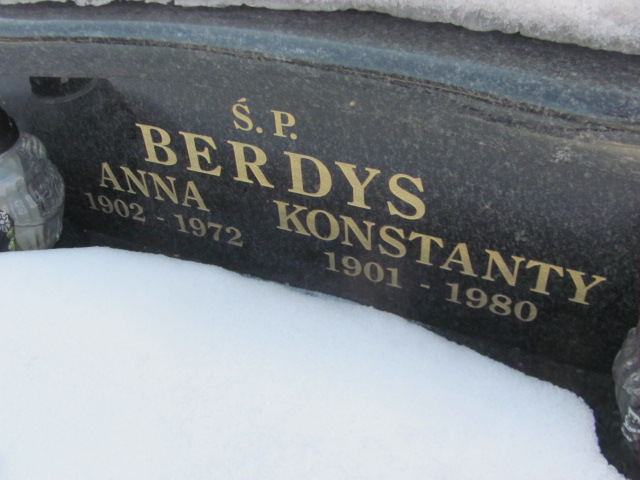 Ś. P.
BERDYS
ANNA KONSTANTY
1902 - 1972 1901 - 1980